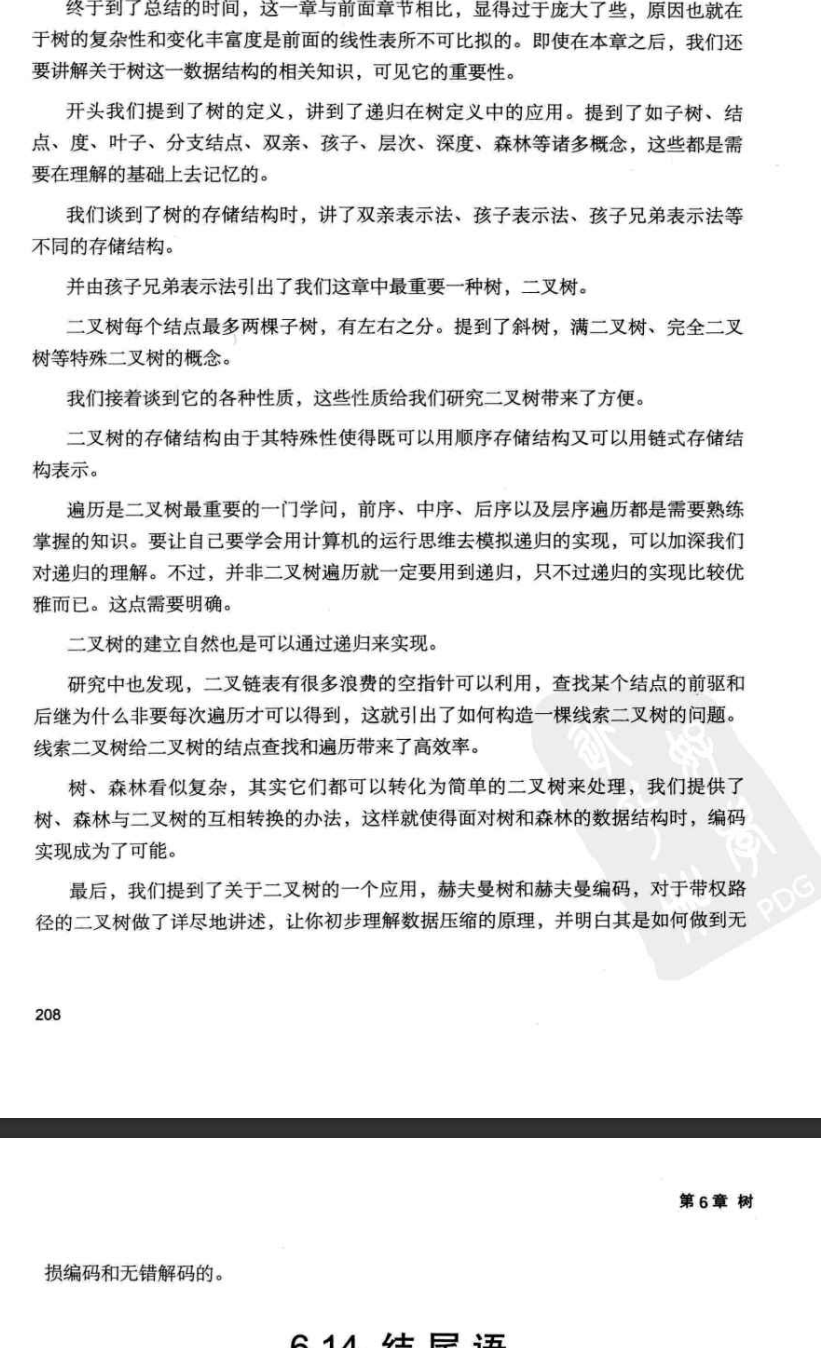 终于到了总结的时间，这一章与前面章节相比，显得过于庞大了些，原因也就在
于树的复杂性和变化丰富度是前面的线性表所不可比拟的。即使在本章之后，我们还
要讲解关于树这一数据结构的相关知识，可见它的重要性。
开头我们提到了树的定义，讲到了递归在树定义中的应用。提到了如子树、结
点、度、叶子、分支结点、双亲、孩子、层次、深度、森林等诸多概念，这些都是需
要在理解的基础上去记忆的。
我们谈到了树的存储结构时，讲了双亲表示法、孩子表示法、孩子兄弟表示法等
不同的存储结构。
并由孩子兄弟表示法引出了我们这章中最重要一种树，二叉树。
二叉树每个结点最多两棵子树，有左右之分。提到了斜树，满二叉树、完全二叉
树等特殊二叉树的概念。
我们接着谈到它的各种性质，这些性质给我们研究二叉树带来了方便。
二叉树的存储结构由于其特殊性使得既可以用顺序存储结构又可以用链式存储结
构表示。
遍历是二叉树最重要的一门学问，前序、中序、后序以及层序遍历都是需要熟练
掌握的知识。要让自己要学会用计算机的运行思维去模拟递归的实现，可以加深我们
对递归的理解。不过，并非二叉树遍历就一定要用到递归，只不过递归的实现比较优
雅而已。这点需要明确。
二叉树的建立自然也是可以通过递归来实现。
研究中也发现，二叉链表有很多浪费的空指针可以利用，查找某个结点的前驱和
后继为什么非要每次遍历才可以得到，这就引出了如何构造一棵线索二叉树的问题。
线索二叉树给二叉树的结点查找和遍历带来了高效率。
树、森林看似复杂，其实它们都可以转化为简单的二叉树来处理，我们提供了
树、森林与二叉树的互相转换的办法，这样就使得面对树和森林的数据结构时，编码
实现成为了可能。
最后，我们提到了关于二叉树的一个应用，赫夫曼树和赫夫曼编码，对于带权路
径的二叉树做了详尽地讲述，让你初步理解数据压缩的原理，并明白其是如何做到无
PDG
208
第6章 树
损编码和无错解码的。
6.14 结尾语